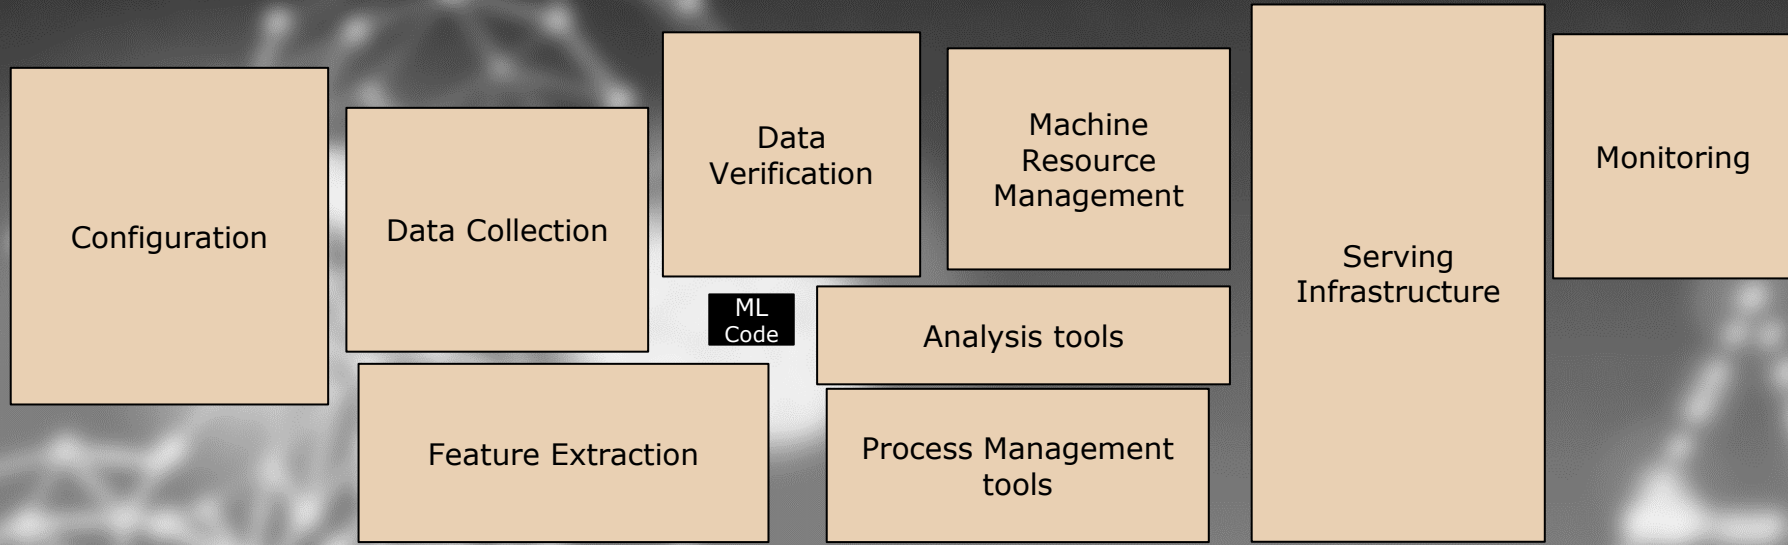 Configuration
Data Collection
Data
Verification
Machine
Resource
Management
Serving
Infrastructure
Monitoring
ML
Code
Analysis tools
Feature Extraction
Process Management
tools